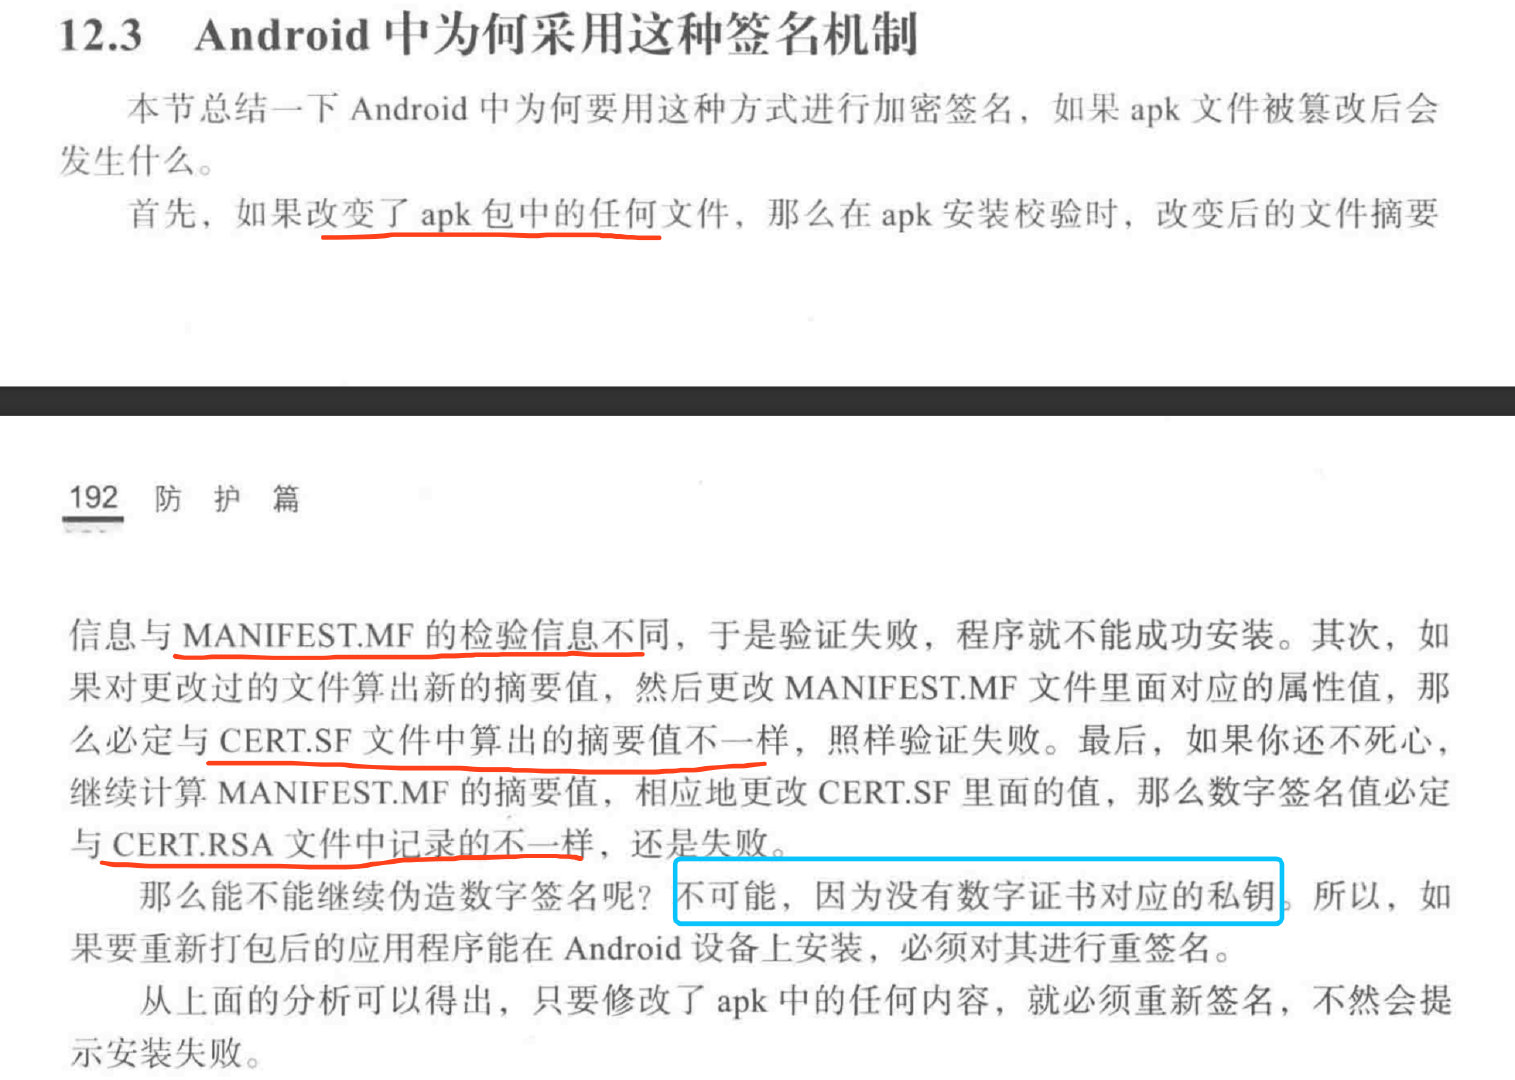 12.3 Android 中为何采用这种签名机制
本节总结一下 Android 中为何要用这种方式进行加密签名，如果 apk 文件被篡改后会
发生什么。
首先，如果改变了 apk 包中的任何文件，那么在 apk 安装校验时，改变后的文件摘要
192 防 护 篇
信息与 MANIFEST.MF 的检验信息不同，于是验证失败，程序就不能成功安装。其次，如
果对更改过的文件算出新的摘要值，然后更改 MANIFEST.MF 文件里面对应的属性值，那
么必定与 CERT.SF 文件中算出的摘要值不一样，照样验证失败。最后，如果你还不死心，
继续计算 MANIFEST.MF 的摘要值，相应地更改 CERT.SF 里面的值，那么数字签名值必定
与 CERT.RSA 文件中记录的不一样，还是失败。
那么能不能继续伪造数字签名呢？不可能，因为没有数字证书对应的私钥。所以，如
果要重新打包后的应用程序能在 Android 设备上安装，必须对其进行重签名。
从上面的分析可以得出，只要修改了 apk 中的任何内容，就必须重新签名，不然会提
示安装失败。